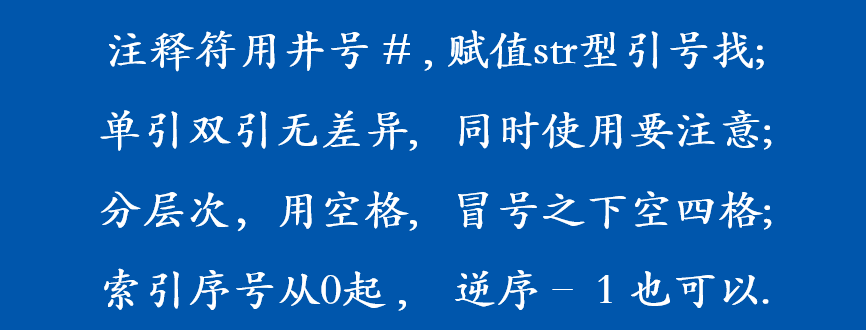 注释符用井号＃, 赋值str型引号找;
单引双引无差异, 同时使用要注意;
分层次，用空格, 冒号之下空四格;
索引序号从0起， 逆序－1也可以.